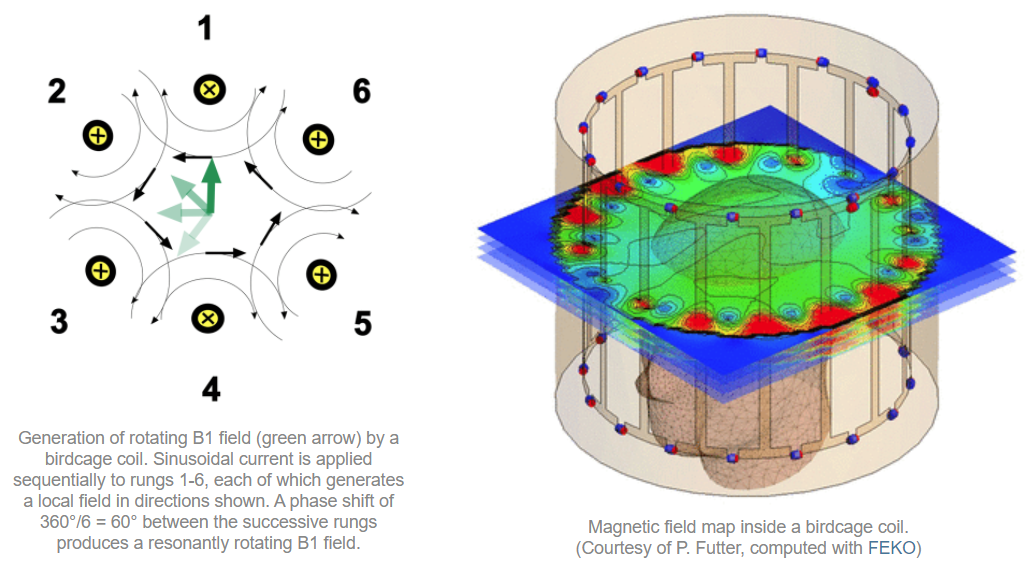 1
2
6
3
5
4
Generation of rotating B1 field (green arrow) by a
birdcage coil. Sinusoidal current is applied
sequentially to rungs 1-6, each of which generates
a local field in directions shown. A phase shift of
360°/6 = 60° between the successive rungs
produces a resonantly rotating B1 field.
Magnetic field map inside a birdcage coil.
(Courtesy of P. Futter, computed with FEKO)